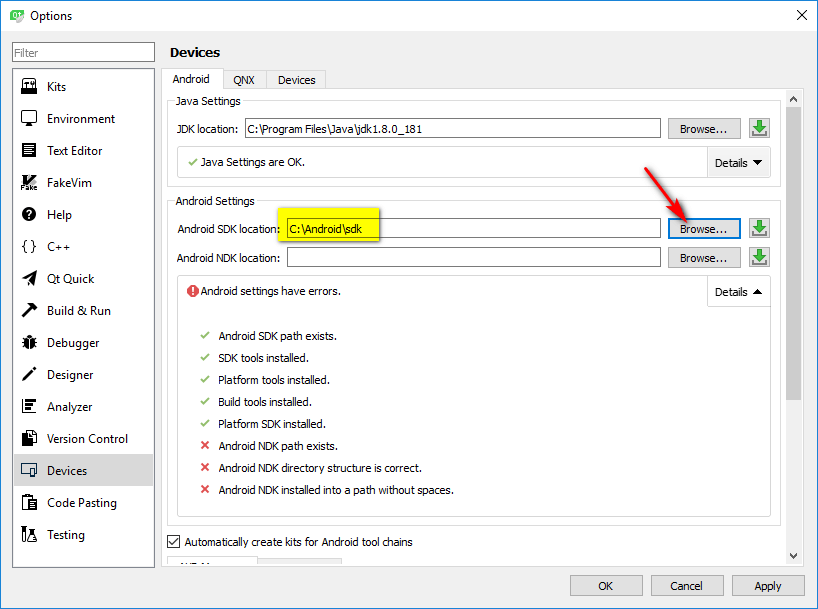 Options
Filter
Kits
Environment
Text Editor
FakeVim
Help
C++
Qt Quick
Build & Run
Debugger
Designer
Analyzer
Version Control
Devices
Code Pasting
Testing
Devices
Android QNX Devices
Java Settings
JDK location: C:\Program Files\Java\jdk1.8.0_181 Browse...
Java Settings are OK. Details
Android Settings
Android SDK location: C:\Android\sdk Browse...
Android NDK location: Browse...
Android settings have errors. Details
Android SDK path exists.
SDK tools installed.
Platform tools installed.
Build tools installed.
Platform SDK installed.
Android NDK path exists.
Android NDK directory structure is correct.
Android NDK installed into a path without spaces.
Automatically create kits for Android tool chains
OK Cancel Apply